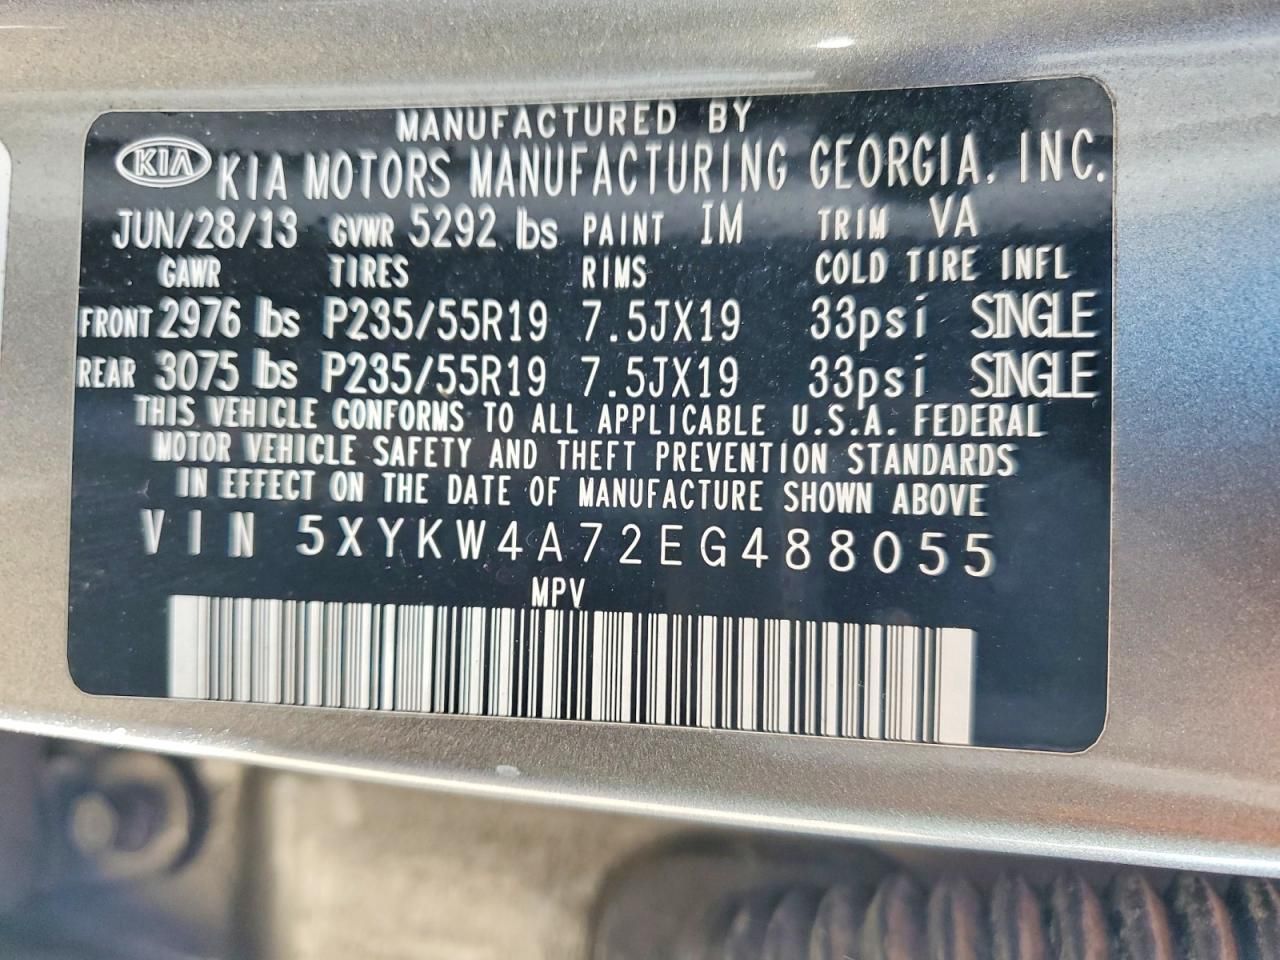 MANUFACTURED BY
KIA KIA MOTORS MANUFACTURING GEORGIA, INC.
JUN/28/13 GVWR 5292 lbs PAINT IM TRIM VA
GAWR TIRES RIMS COLD TIRE INFL
FRONT 2976 lbs P235/55R19 7.5JX19 33psi SINGLE
REAR 3075 lbs P235/55R19 7.5JX19 33psi SINGLE
THIS VEHICLE CONFORMS TO ALL APPLICABLE U.S.A. FEDERAL
MOTOR VEHICLE SAFETY AND THEFT PREVENTION STANDARDS
IN EFFECT ON THE DATE OF MANUFACTURE SHOWN ABOVE
VIN 5XYKW4A72EG488055
MPV